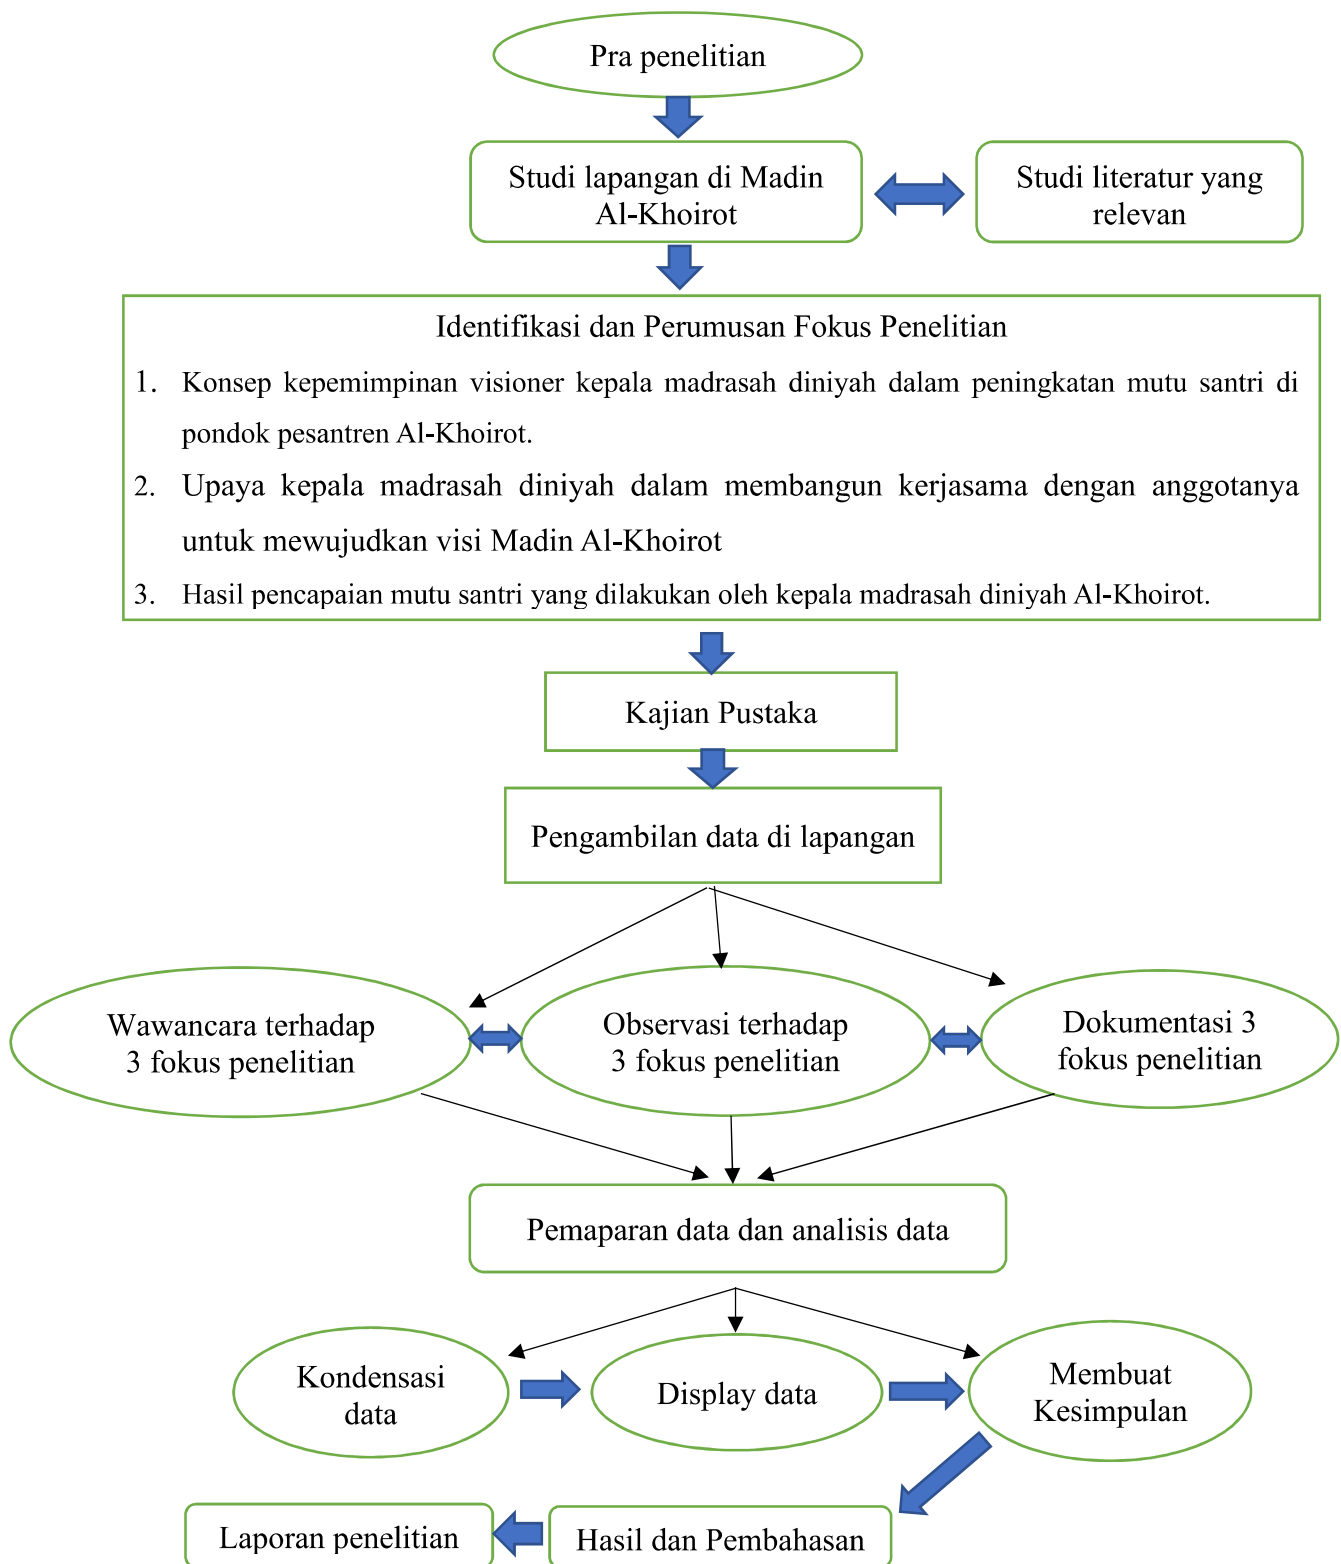 Pra penelitian
Studi lapangan di Madin
Al-Khoirot
Studi literatur yang
relevan
Identifikasi dan Perumusan Fokus Penelitian
1. Konsep kepemimpinan visioner kepala madrasah diniyah dalam peningkatan mutu santri di
pondok pesantren Al-Khoirot.
2. Upaya kepala madrasah diniyah dalam membangun kerjasama dengan anggotanya
untuk mewujudkan visi Madin Al-Khoirot
3. Hasil pencapaian mutu santri yang dilakukan oleh kepala madrasah diniyah Al-Khoirot.
Kajian Pustaka
Pengambilan data di lapangan
Wawancara terhadap
3 fokus penelitian
Observasi terhadap
3 fokus penelitian
Dokumentasi 3
fokus penelitian
Pemaparan data dan analisis data
Kondensasi
data
Display data
Membuat
Kesimpulan
Laporan penelitian
Hasil dan Pembahasan